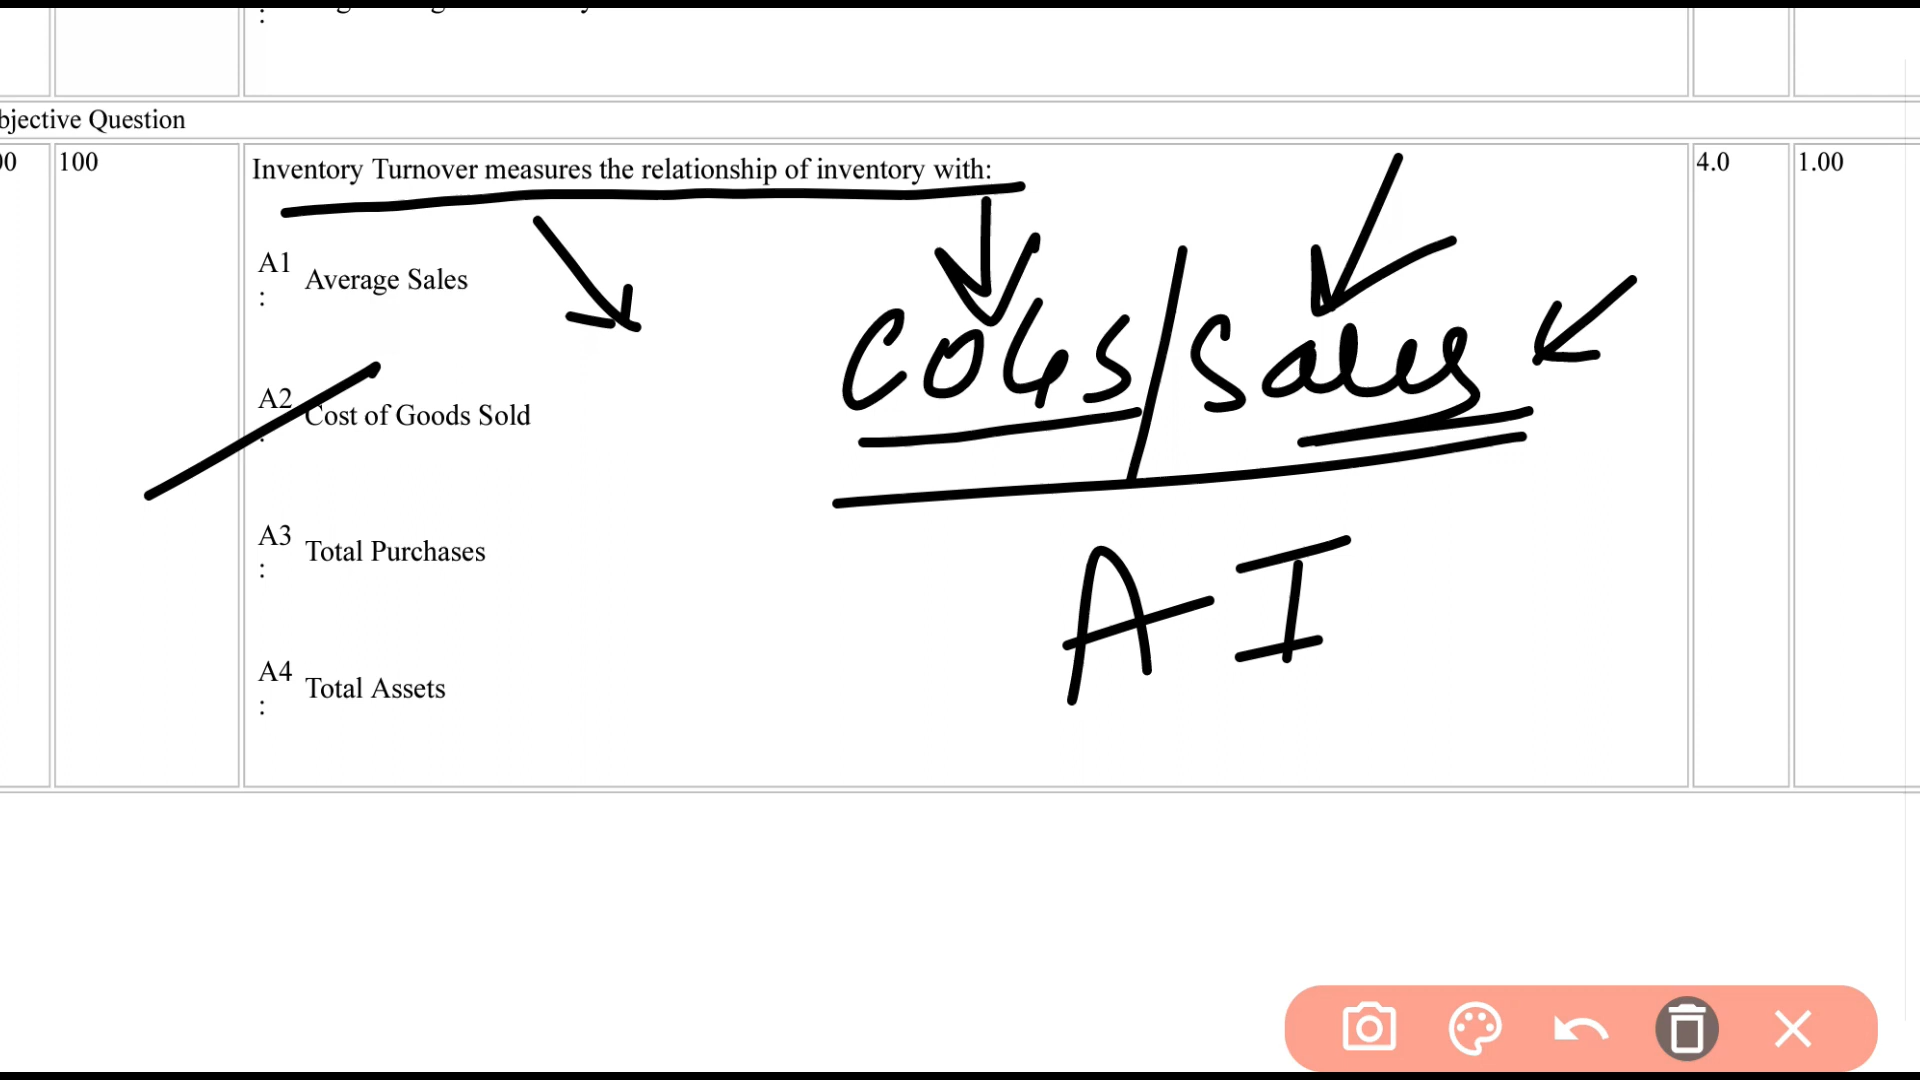 bjective Question
00 100 Inventory Turnover measures the relationship of inventory with: 4.0 1.00
A1 : Average Sales
A2 : Cost of Goods Sold
A3 : Total Purchases
A4 : Total Assets
COGS/Sales
A I